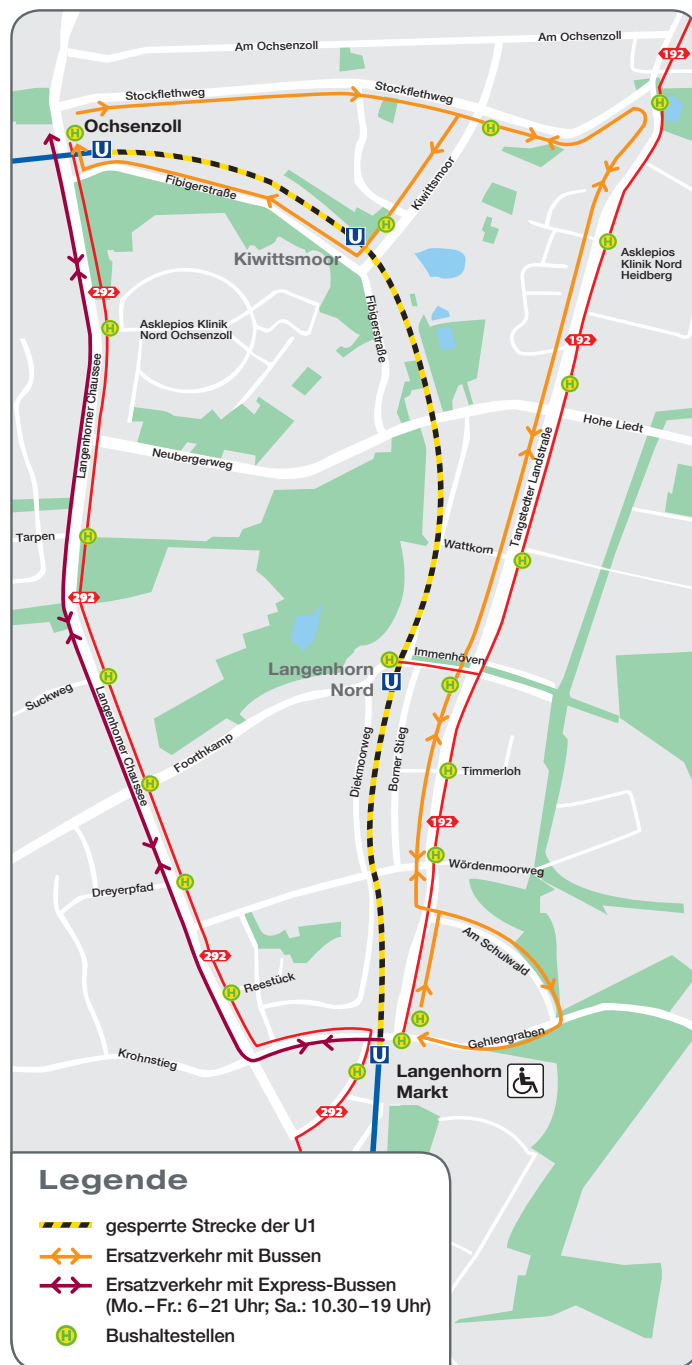 Am Ochsenzoll
Am Ochsenzoll
192
Stockflethweg
Stockflethweg
H
H
H
Ochsenzoll
U
Fibigerstraße
Kiwittsmoor
H
U
Kiwittsmoor
H
Asklepios
Klinik Nord
Heidberg
292
Fibigerstraße
H
Asklepios Klinik
Nord Ochsenzoll
192
H
Langenhorner Chaussee
Hohe Liedt
Neubergerweg
Tangstedter Landstraße
H
Tarpen
Wattkorn
H
292
H
Immenhöven
Langenhorn
Nord
U
H
H
Suckweg
Langenhorner Chaussee
Foorthkamp
Diekmoorweg
Borner Stieg
H
Timmerloh
H
192
H
Wördenmoorweg
H
Dreyerpfad
Am Schulwald
292
H
Reestück
H
Gehlengraben
H
U
Krohnstieg
H
Langenhorn
Markt
292
Legende
gesperrte Strecke der U1
Ersatzverkehr mit Bussen
Ersatzverkehr mit Express-Bussen
(Mo.–Fr.: 6–21 Uhr; Sa.: 10.30–19 Uhr)
H
Bushaltestellen